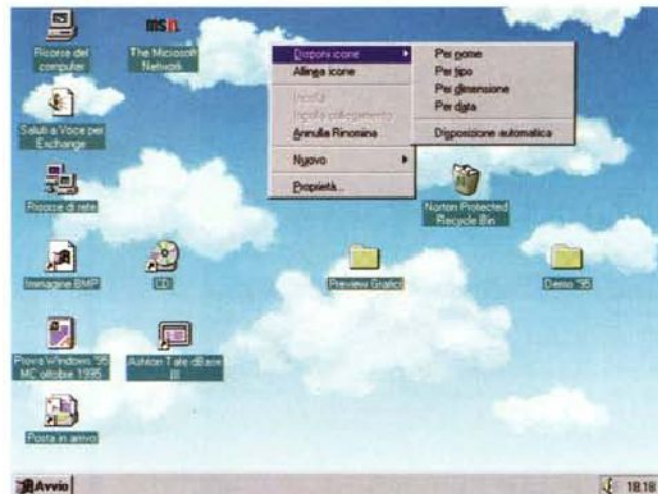 Risorse del
computer
msn
The Microsoft
Network
Saluti a Voce per
Exchange
Risorse di rete
Immagine BMP
CD
Prova Windows '95
MC ottobre 1995
Ashton Tate dBase
III
Posta in arrivo
Disponi icone
Allinea icone
Incolla
Incolla collegamento
Annulla Rinomina
Nuovo
Proprietà...
Per nome
Per tipo
Per dimensione
Per data
Disposizione automatica
Norton Protected
Recycle Bin
Preview Grafici
Demo '95
Avvio
18.18